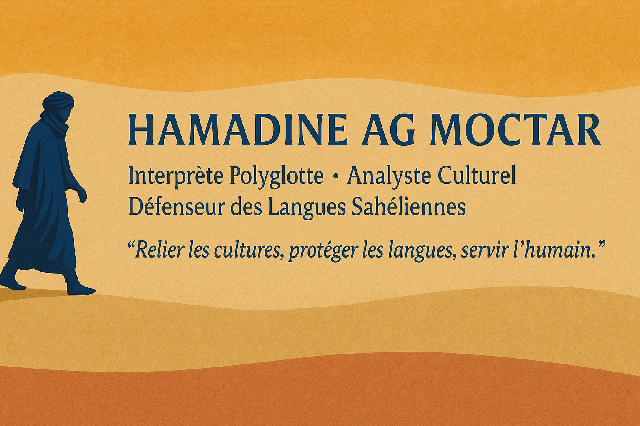 HAMADINE AG MOCTAR
Interprète Polyglotte • Analyste Culturel
Défenseur des Langues Sahéliennes
“Relier les cultures, protéger les langues, servir l’humain.”